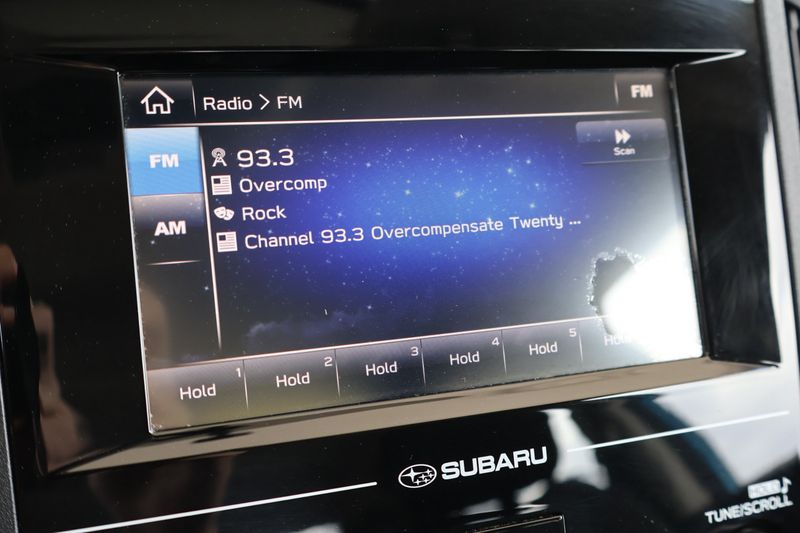 Radio > FM
FM
FM
Scan
AM
93.3
Overcomp
Rock
Channel 93.3 Overcompensate Twenty ...
Hold 1
Hold 2
Hold 3
Hold 4
Hold 5
Hold
SUBARU
TUNE/SCROLL